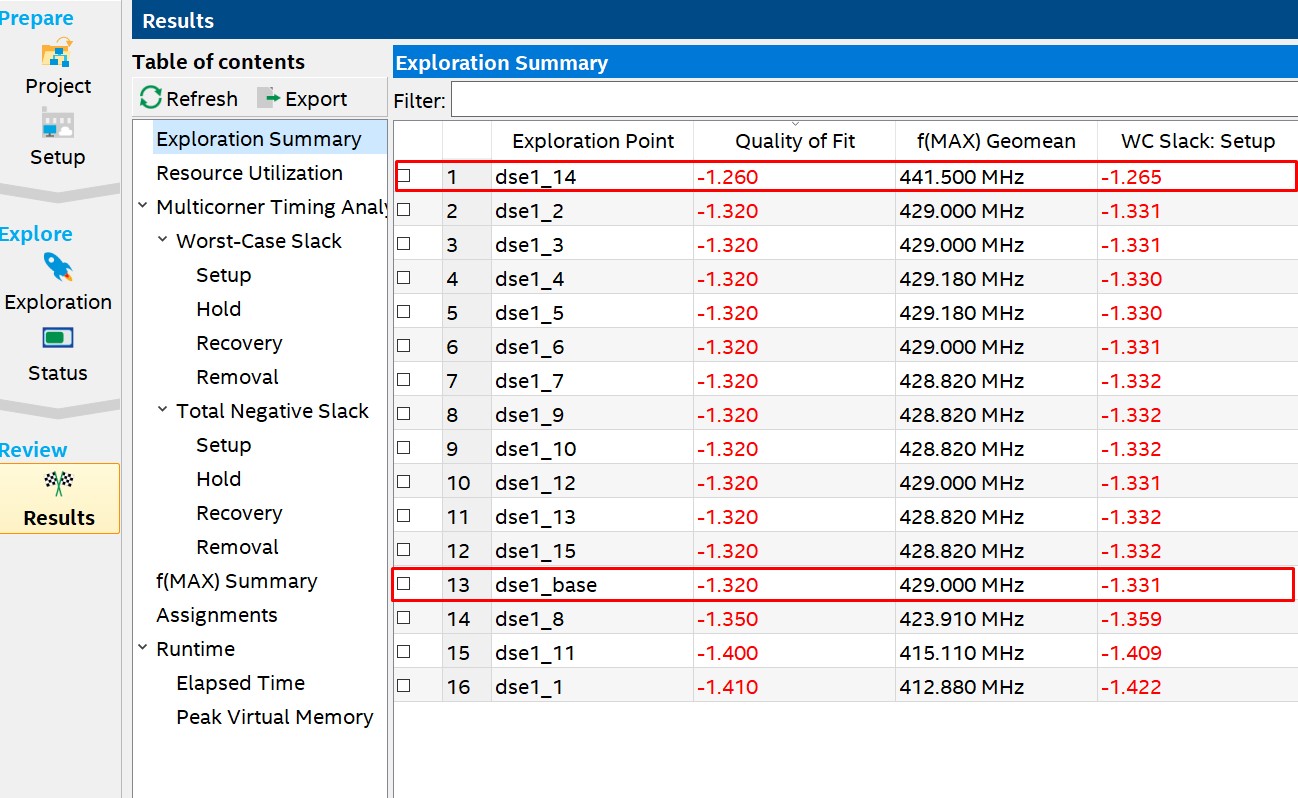 Prepare
Project
Setup
Explore
Exploration
Status
Review
Results
Results
Table of contents
Refresh Export
Exploration Summary
Resource Utilization
Multicorner Timing Analy
Worst-Case Slack
Setup
Hold
Recovery
Removal
Total Negative Slack
Setup
Hold
Recovery
Removal
f(MAX) Summary
Assignments
Runtime
Elapsed Time
Peak Virtual Memory
Exploration Summary
Filter:
Exploration Point Quality of Fit f(MAX) Geomean WC Slack: Setup
1 dse1_14 -1.260 441.500 MHz -1.265
2 dse1_2 -1.320 429.000 MHz -1.331
3 dse1_3 -1.320 429.000 MHz -1.331
4 dse1_4 -1.320 429.180 MHz -1.330
5 dse1_5 -1.320 429.180 MHz -1.330
6 dse1_6 -1.320 429.000 MHz -1.331
7 dse1_7 -1.320 428.820 MHz -1.332
8 dse1_9 -1.320 428.820 MHz -1.332
9 dse1_10 -1.320 428.820 MHz -1.332
10 dse1_12 -1.320 429.000 MHz -1.331
11 dse1_13 -1.320 428.820 MHz -1.332
12 dse1_15 -1.320 428.820 MHz -1.332
13 dse1_base -1.320 429.000 MHz -1.331
14 dse1_8 -1.350 423.910 MHz -1.359
15 dse1_11 -1.400 415.110 MHz -1.409
16 dse1_1 -1.410 412.880 MHz -1.422